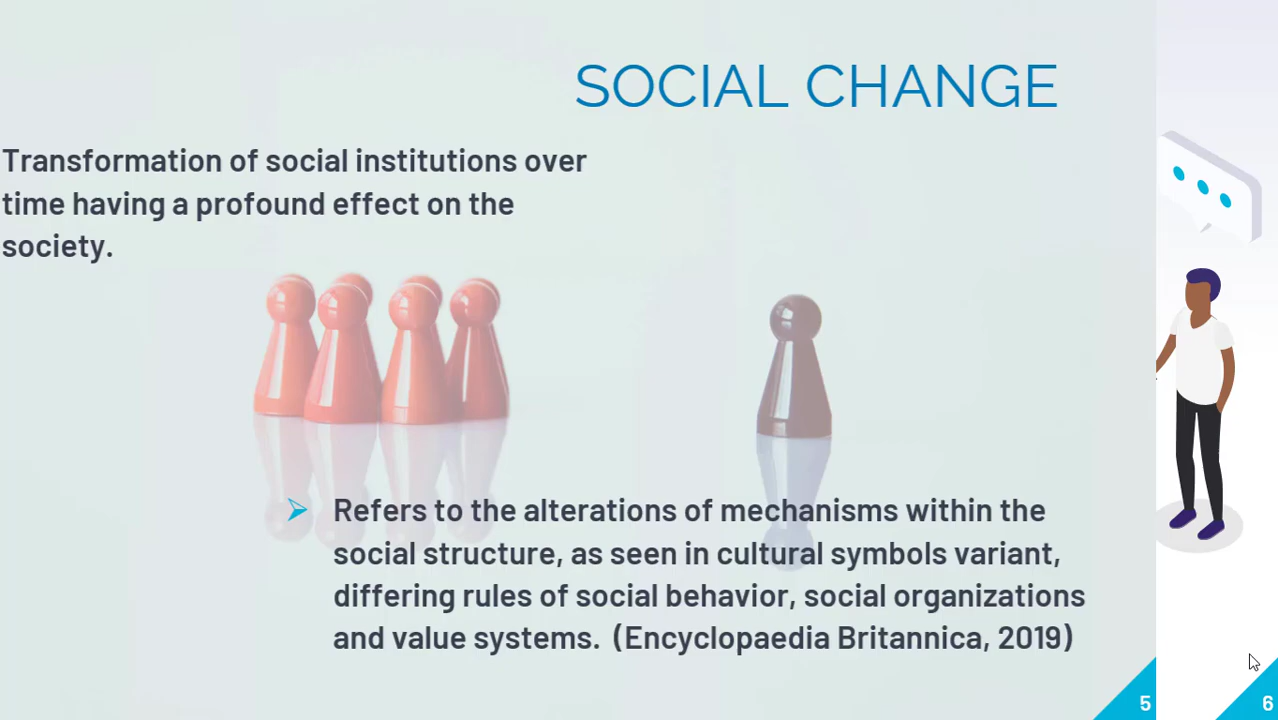 SOCIAL CHANGE
Transformation of social institutions over
time having a profound effect on the
society.
Refers to the alterations of mechanisms within the
social structure, as seen in cultural symbols variant,
differing rules of social behavior, social organizations
and value systems. (Encyclopaedia Britannica, 2019)
5
6